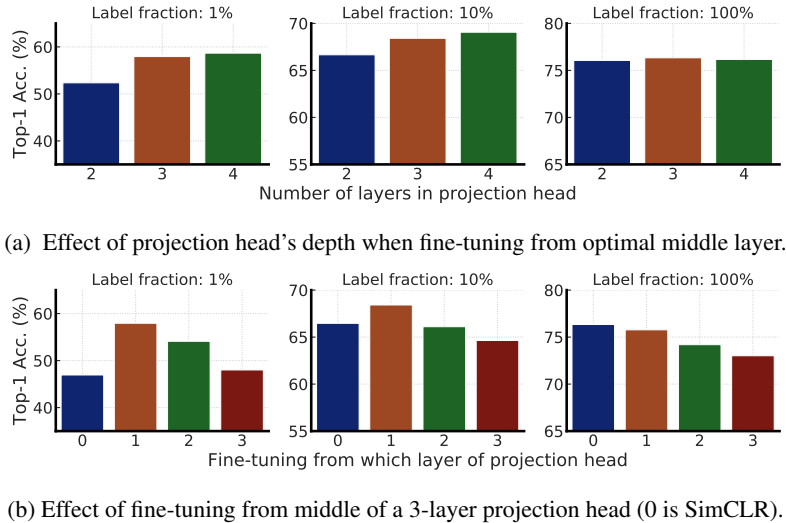 Label fraction: 1%
Label fraction: 10%
Label fraction: 100%
Top-1 Acc. (%)
60
50
40
70
65
60
55
80
75
70
65
2 3 4
2 3 4
2 3 4
Number of layers in projection head
(a) Effect of projection head's depth when fine-tuning from optimal middle layer.
Label fraction: 1%
Label fraction: 10%
Label fraction: 100%
Top-1 Acc. (%)
60
50
40
70
65
60
55
80
75
70
65
0 1 2 3
0 1 2 3
0 1 2 3
Fine-tuning from which layer of projection head
(b) Effect of fine-tuning from middle of a 3-layer projection head (0 is SimCLR).